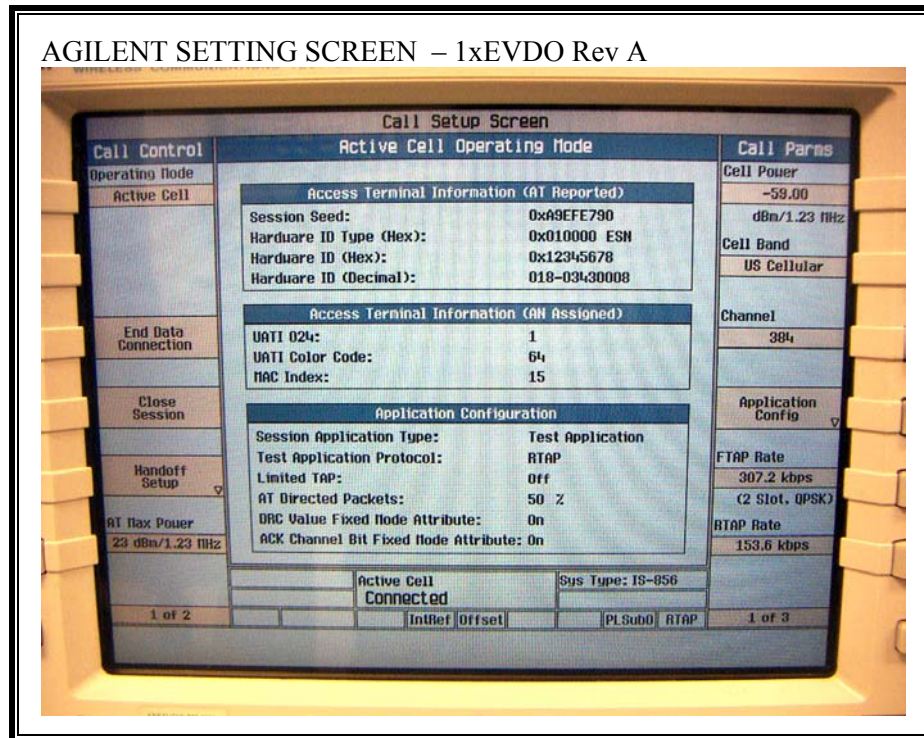 AGILENT SETTING SCREEN – 1xEVDO Rev A
WIRELESS COMMUNICATIONS
Call Setup Screen
Call Control
Operating Mode
Active Cell
End Data
Connection
Close
Session
Handoff
Setup
AT Max Power
23 dBm/1.23 MHz
1 of 2
Active Cell Operating Mode
Access Terminal Information (AT Reported)
Session Seed: 0xA9EFE790
Hardware ID Type (Hex): 0x010000 ESN
Hardware ID (Hex): 0x12345678
Hardware ID (Decimal): 018-03430008
Access Terminal Information (AN Assigned)
UATI 024: 1
UATI Color Code: 64
MAC Index: 15
Application Configuration
Session Application Type: Test Application
Test Application Protocol: RTAP
Limited TAP: Off
AT Directed Packets: 50 %
DRC Value Fixed Mode Attribute: On
ACK Channel Bit Fixed Mode Attribute: On
Active Cell
Connected
Sys Type: IS-856
IntRef Offset
PLSub0 RTAP
Call Parms
Cell Power
-59.00
dBm/1.23 MHz
Cell Band
US Cellular
Channel
384
Application
Config
FTAP Rate
307.2 kbps
(2 Slot, QPSK)
RTAP Rate
153.6 kbps
1 of 3